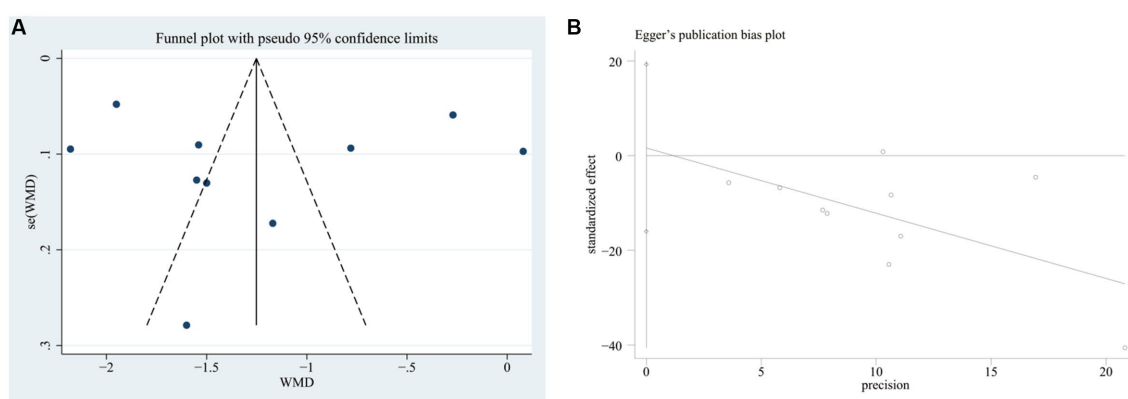 A
Funnel plot with pseudo 95% confidence limits
0
.1
.2
.3
se(WMD)
−2 −1.5 −1 −.5 0
WMD
B
Egger’s publication bias plot
20
0
−20
−40
standardized effect
0 5 10 15 20
precision